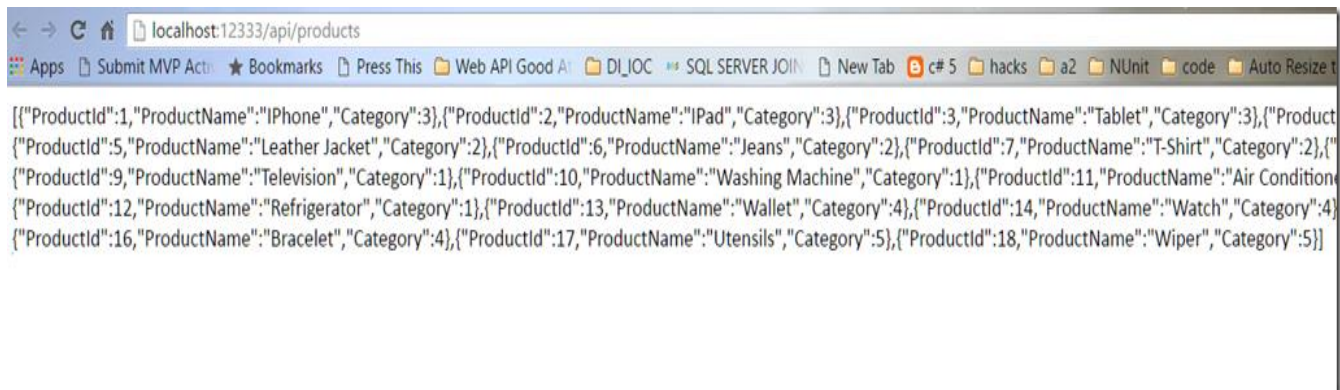 localhost:12333/api/products
Apps Submit MVP Acti Bookmarks Press This Web API Good A DI_IOC SQL SERVER JOIN New Tab c# 5 hacks a2 NUnit code Auto Resize t
[{"ProductId":1,"ProductName":"IPhone","Category":3},{"ProductId":2,"ProductName":"IPad","Category":3},{"ProductId":3,"ProductName":"Tablet","Category":3},{"Product
{"ProductId":5,"ProductName":"Leather Jacket","Category":2},{"ProductId":6,"ProductName":"Jeans","Category":2},{"ProductId":7,"ProductName":"T-Shirt","Category":2},{"
{"ProductId":9,"ProductName":"Television","Category":1},{"ProductId":10,"ProductName":"Washing Machine","Category":1},{"ProductId":11,"ProductName":"Air Conditione
{"ProductId":12,"ProductName":"Refrigerator","Category":1},{"ProductId":13,"ProductName":"Wallet","Category":4},{"ProductId":14,"ProductName":"Watch","Category":4}
{"ProductId":16,"ProductName":"Bracelet","Category":4},{"ProductId":17,"ProductName":"Utensils","Category":5},{"ProductId":18,"ProductName":"Wiper","Category":5}]